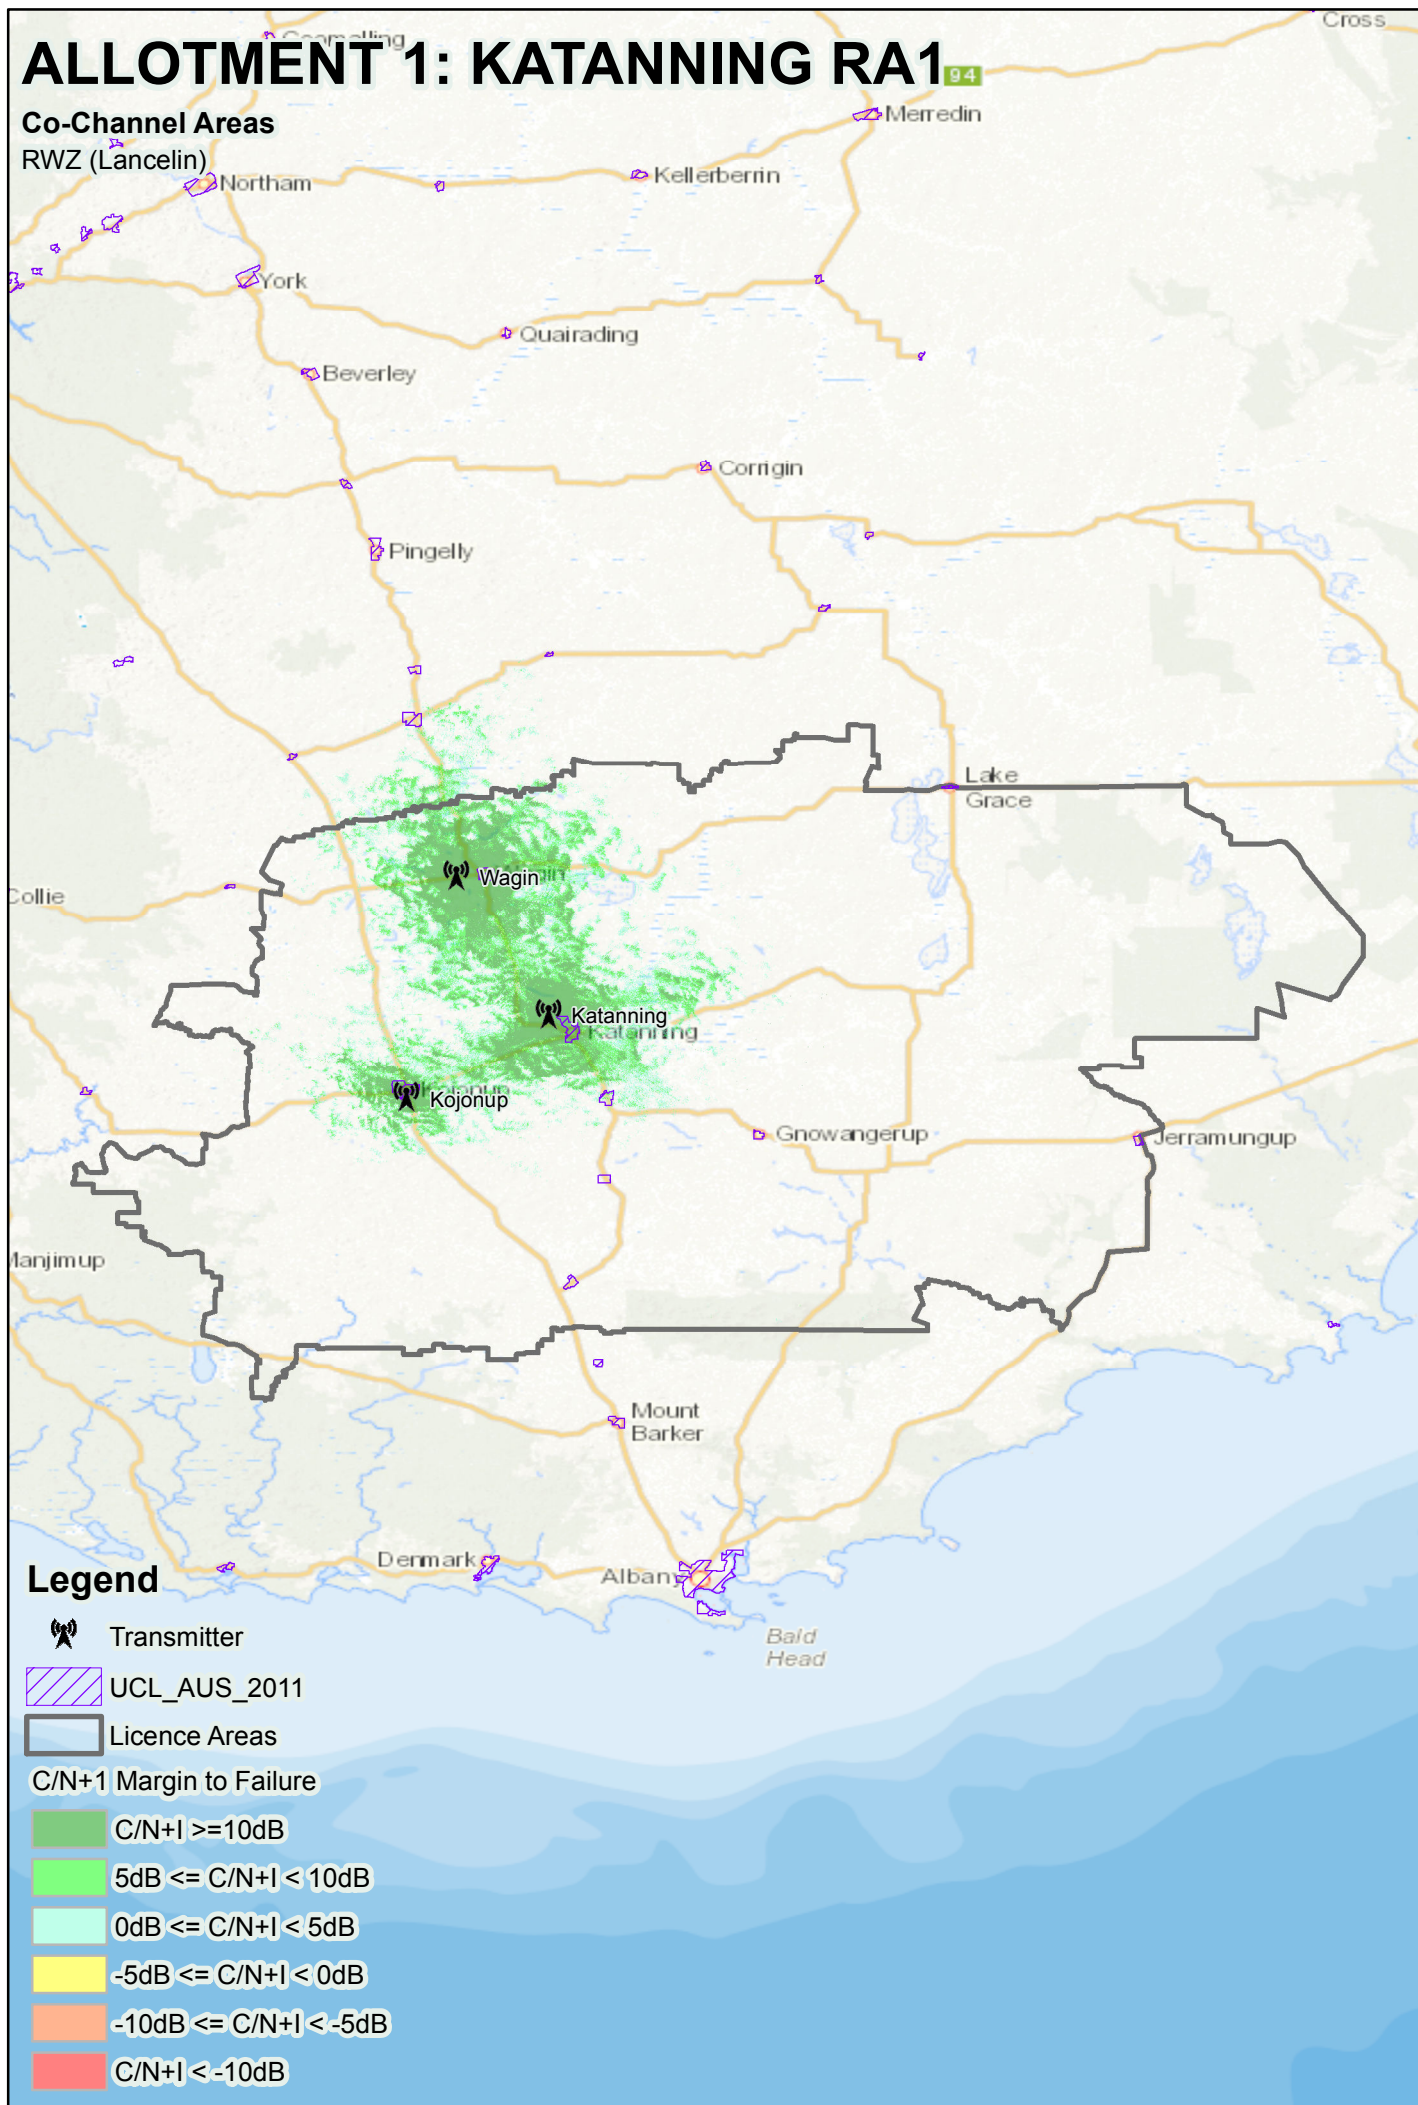 Goomalling
Cross
ALLOTMENT 1: KATANNING RA1
94
Co-Channel Areas
RWZ (Lancelin)
Merredin
Northam
Kellerberrin
York
Quairading
Beverley
Corrigin
Pingelly
Lake
Grace
Wagin
Collie
Katanning
Katanning
Kojonup
Kojonup
Gnowangerup
Jerramungup
Manjimup
Mount
Barker
Denmark
Albany
Bald
Head
Legend
Transmitter
UCL_AUS_2011
Licence Areas
C/N+1 Margin to Failure
C/N+I >=10dB
5dB <= C/N+I < 10dB
0dB <= C/N+I < 5dB
-5dB <= C/N+I < 0dB
-10dB <= C/N+I < -5dB
C/N+I < -10dB